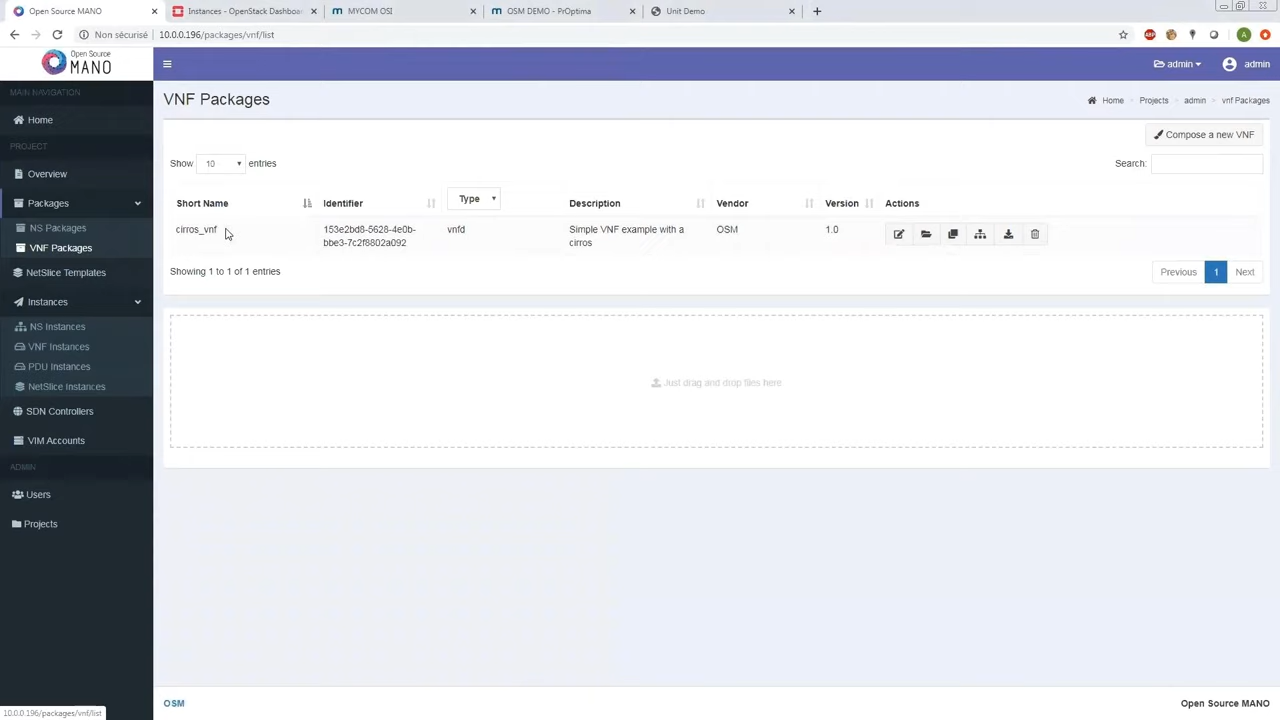 Open Source MANO
Instances - OpenStack Dashboa
MYCOM OSI
OSM DEMO - PrOptima
Unit Demo
Non sécurisé
10.0.0.196/packages/vnf/list
ABP
A
Open Source
MANO
admin
admin
MAIN NAVIGATION
Home
PROJECT
Overview
Packages
NS Packages
VNF Packages
NetSlice Templates
Instances
NS Instances
VNF Instances
PDU Instances
NetSlice Instances
SDN Controllers
VIM Accounts
ADMIN
Users
Projects
VNF Packages
Home
Projects
admin
vnf Packages
Compose a new VNF
Show 10 entries
Search:
Short Name
Identifier
Type
Description
Vendor
Version
Actions
cirros_vnf
153e2bd8-5628-4e0b-
bbe3-7c2f8802a092
vnfd
Simple VNF example with a
cirros
OSM
1.0
Showing 1 to 1 of 1 entries
Previous
1
Next
Just drag and drop files here
10.0.0.196/packages/vnf/list
OSM
Open Source MANO